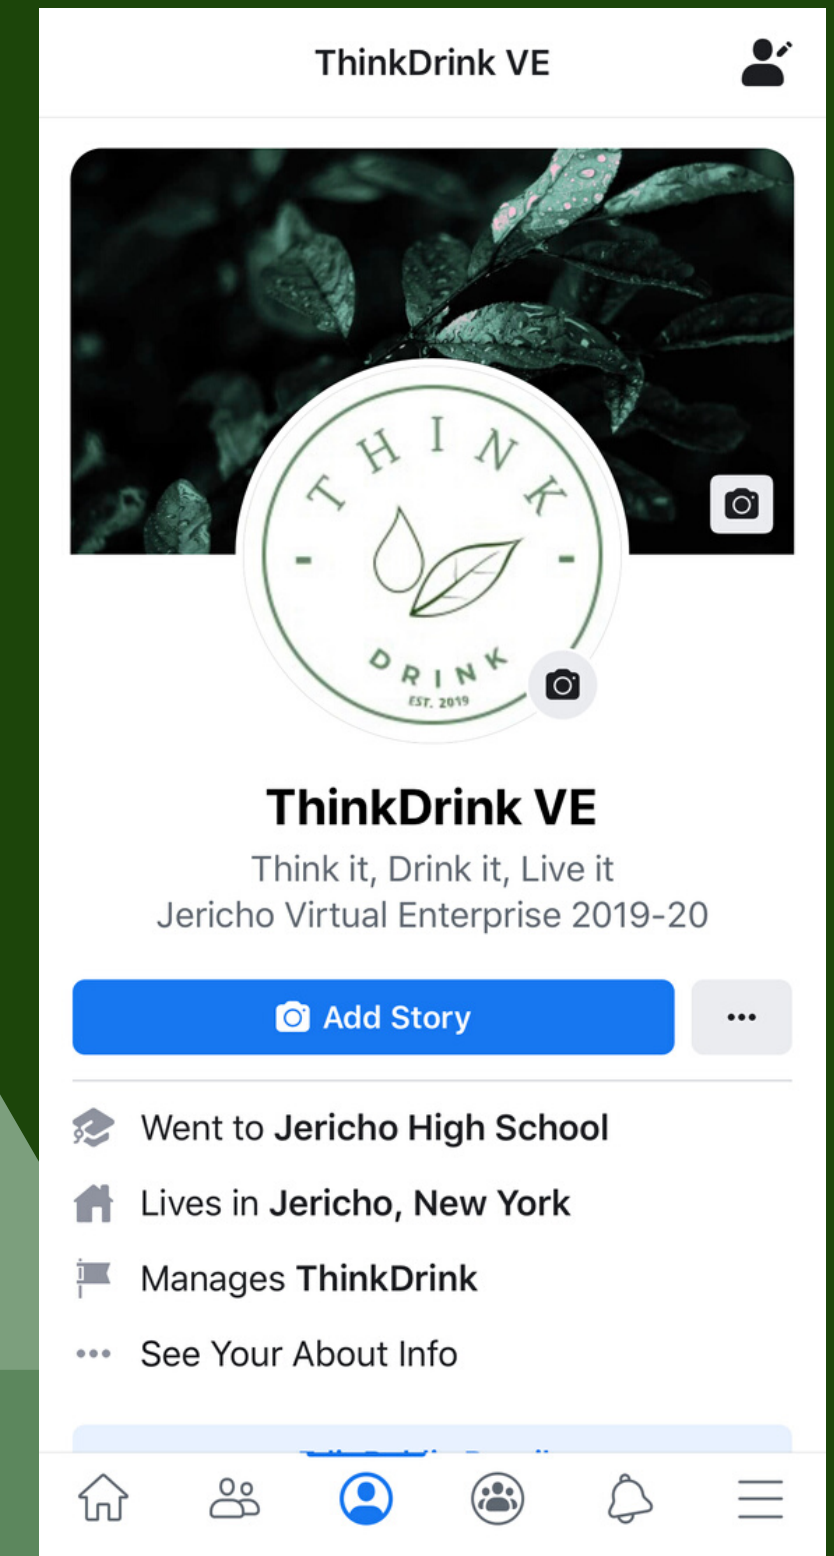 ThinkDrink VE
THINK
DRINK
EST. 2019
ThinkDrink VE
Think it, Drink it, Live it
Jericho Virtual Enterprise 2019-20
Add Story
Went to Jericho High School
Lives in Jericho, New York
Manages ThinkDrink
See Your About Info